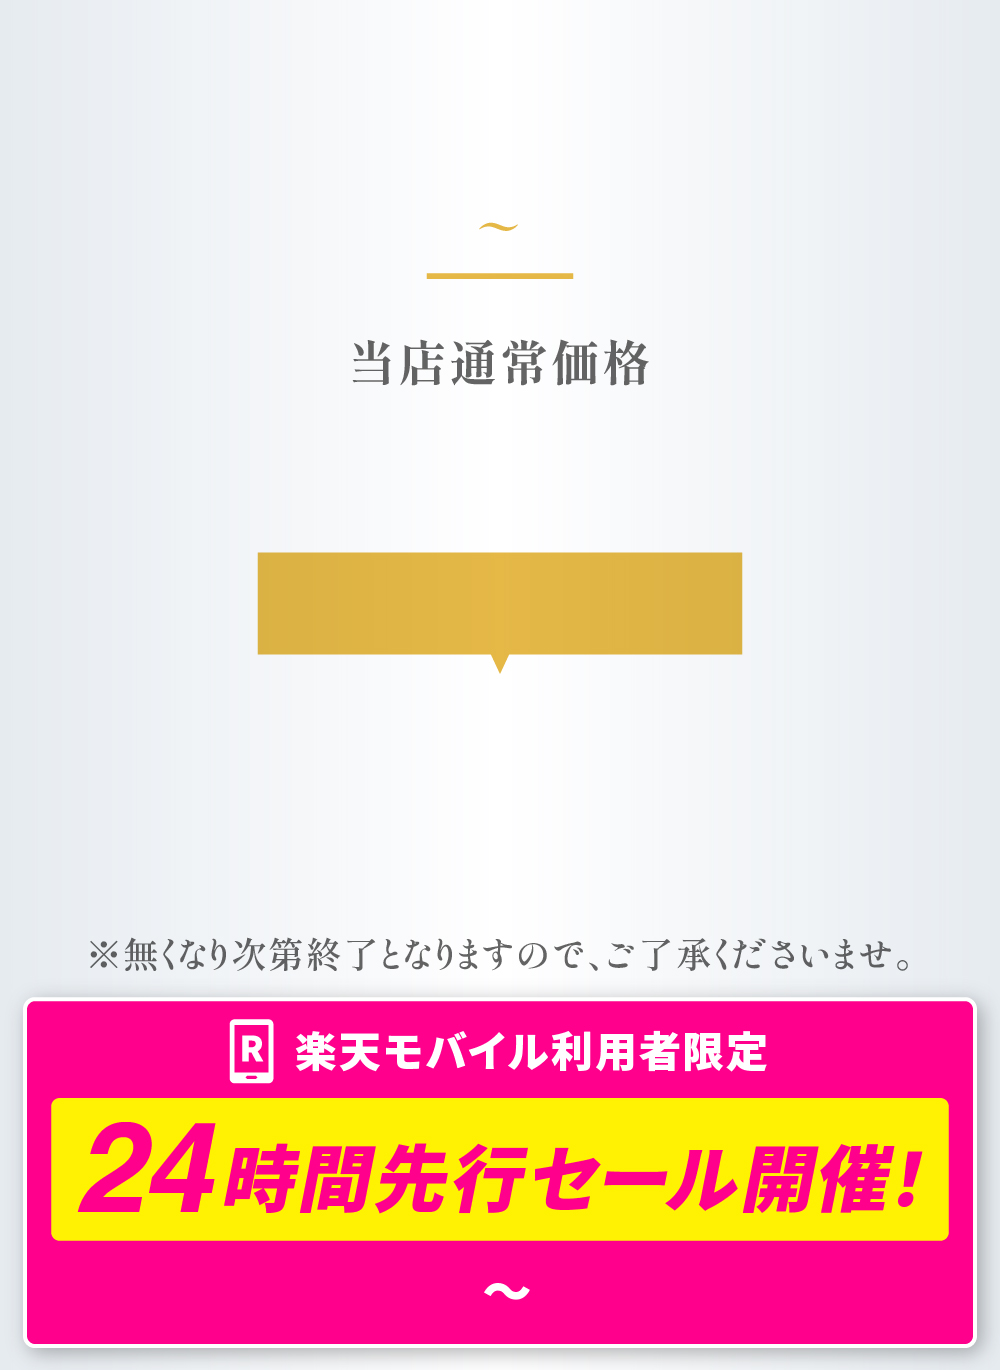 ～
当店通常価格
※無くなり次第終了となりますので、ご了承くださいませ。
R 楽天モバイル利用者限定
24時間先行セール開催!
～